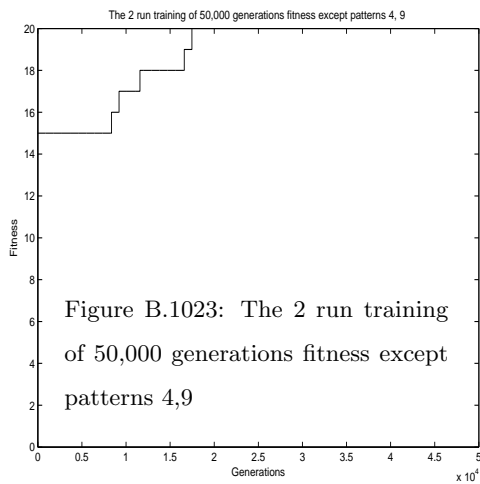 The 2 run training of 50,000 generations fitness except patterns 4, 9
20
18
16
14
12
10
8
6
4
2
0
Fitness
Figure B.1023: The 2 run training
of 50,000 generations fitness except
patterns 4,9
0 0.5 1 1.5 2 2.5 3 3.5 4 4.5 5
Generations
x 10^4